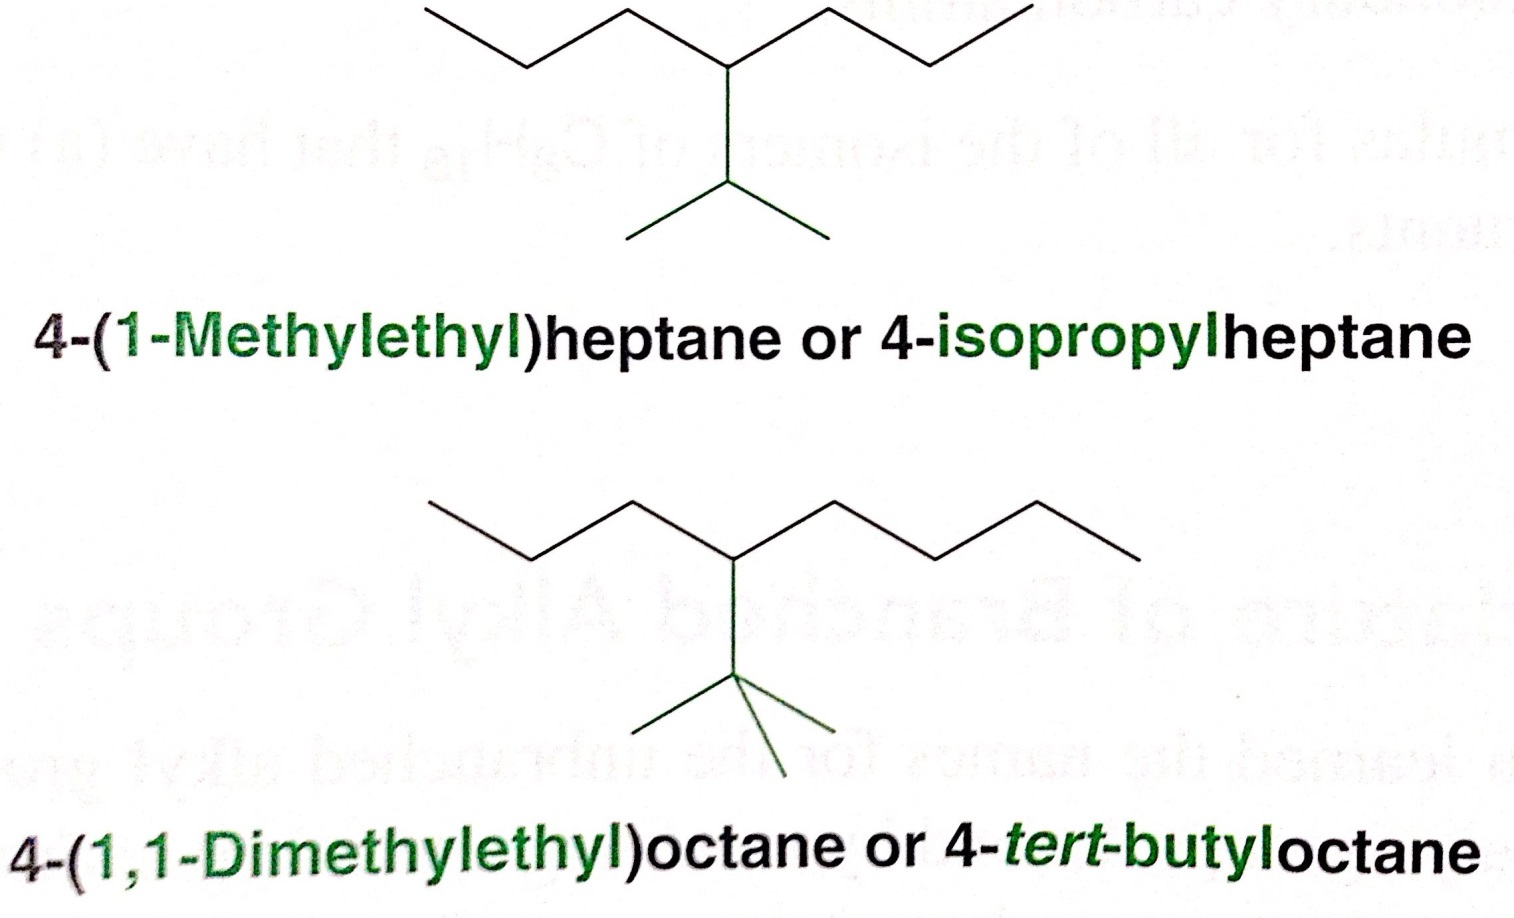 4-(1-Methylethyl)heptane or 4-isopropylheptane
4-(1,1-Dimethylethyl)octane or 4-tert-butyloctane